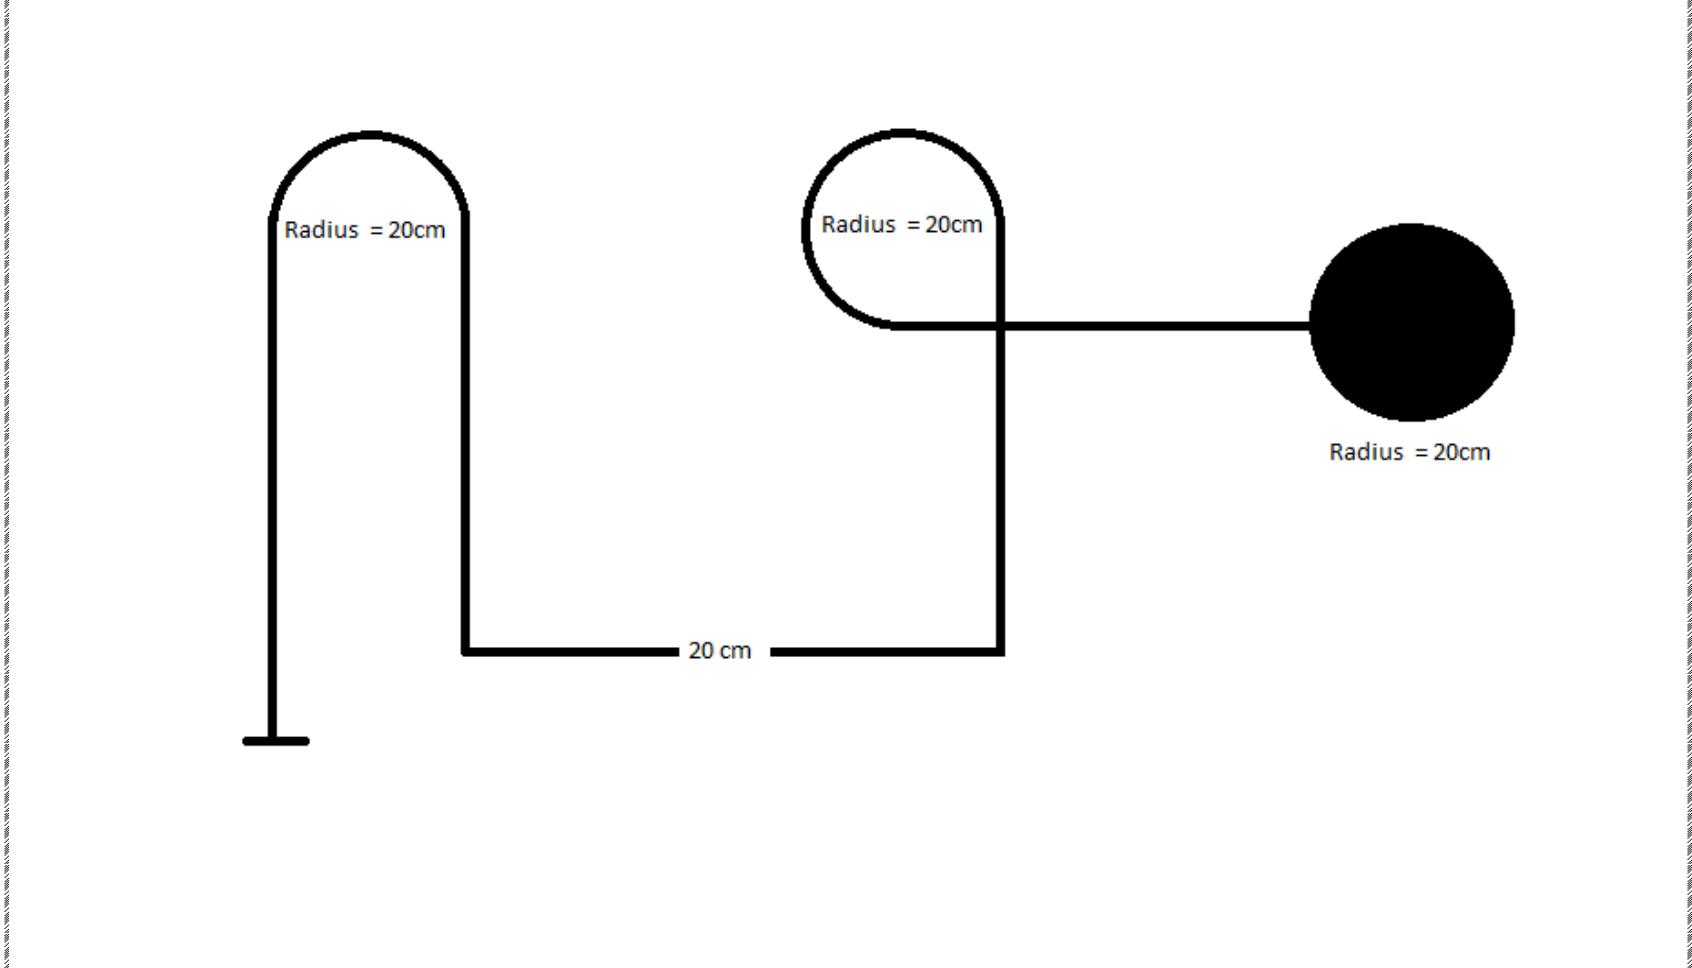 Radius = 20cm
Radius = 20cm
Radius = 20cm
20 cm